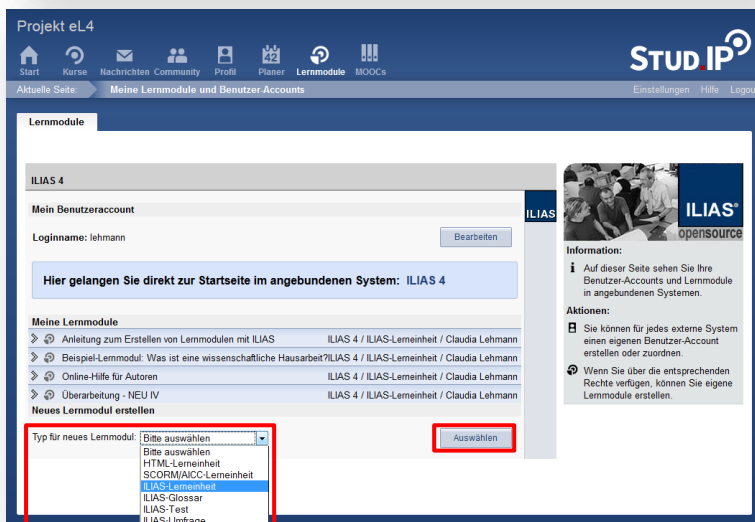 Projekt eL4
42
Start Kurse Nachrichten Community Profil Planer Lernmodule MOOCs
STUD.IP
Aktuelle Seite: Meine Lernmodule und Benutzer-Accounts
Einstellungen Hilfe Logout
Lernmodule
ILIAS 4
Mein Benutzeraccount
ILIAS
Loginname: lehmann
Bearbeiten
Hier gelangen Sie direkt zur Startseite im angebundenen System: ILIAS 4
Meine Lernmodule
Anleitung zum Erstellen von Lernmodulen mit ILIAS ILIAS 4 / ILIAS-Lerneinheit / Claudia Lehmann
Beispiel-Lernmodul: Was ist eine wissenschaftliche Hausarbeit? ILIAS 4 / ILIAS-Lerneinheit / Claudia Lehmann
Online-Hilfe für Autoren ILIAS 4 / ILIAS-Lerneinheit / Claudia Lehmann
Überarbeitung - NEU IV ILIAS 4 / ILIAS-Lerneinheit / Claudia Lehmann
Neues Lernmodul erstellen
Typ für neues Lernmodul: Bitte auswählen
Auswählen
Bitte auswählen
HTML-Lerneinheit
SCORM/AICC-Lerneinheit
ILIAS-Lerneinheit
ILIAS-Glossar
ILIAS-Test
ILIAS-Umfrage
ILIAS®
opensource
Information:
Auf dieser Seite sehen Sie Ihre
Benutzer-Accounts und Lernmodule
in angebundenen Systemen.
Aktionen:
Sie können für jedes externe System
einen eigenen Benutzer-Account
erstellen oder zuordnen.
Wenn Sie über die entsprechenden
Rechte verfügen, können Sie eigene
Lernmodule erstellen.